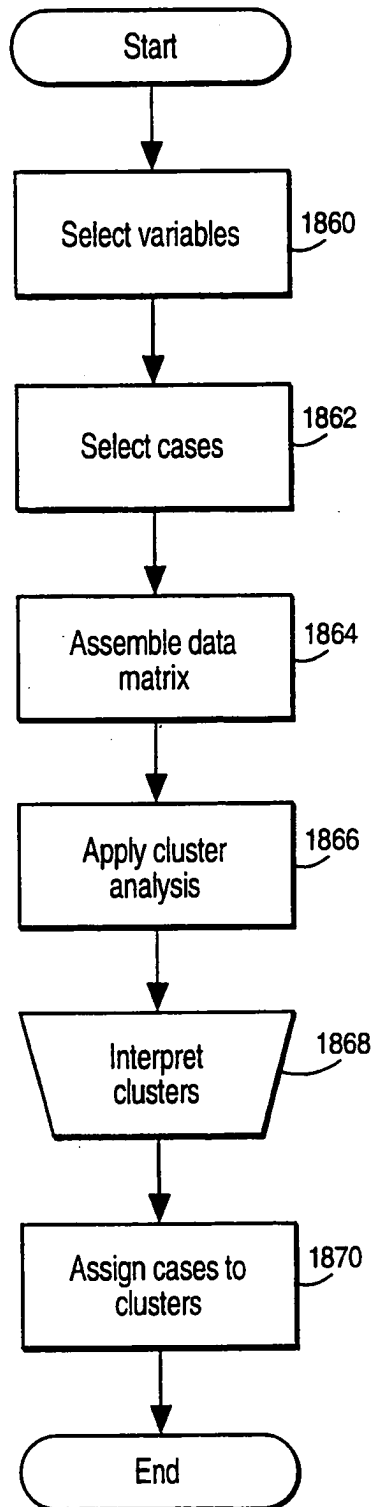 Start
Select variables
1860
Select cases
1862
Assemble data
matrix
1864
Apply cluster
analysis
1866
Interpret
clusters
1868
Assign cases to
clusters
1870
End